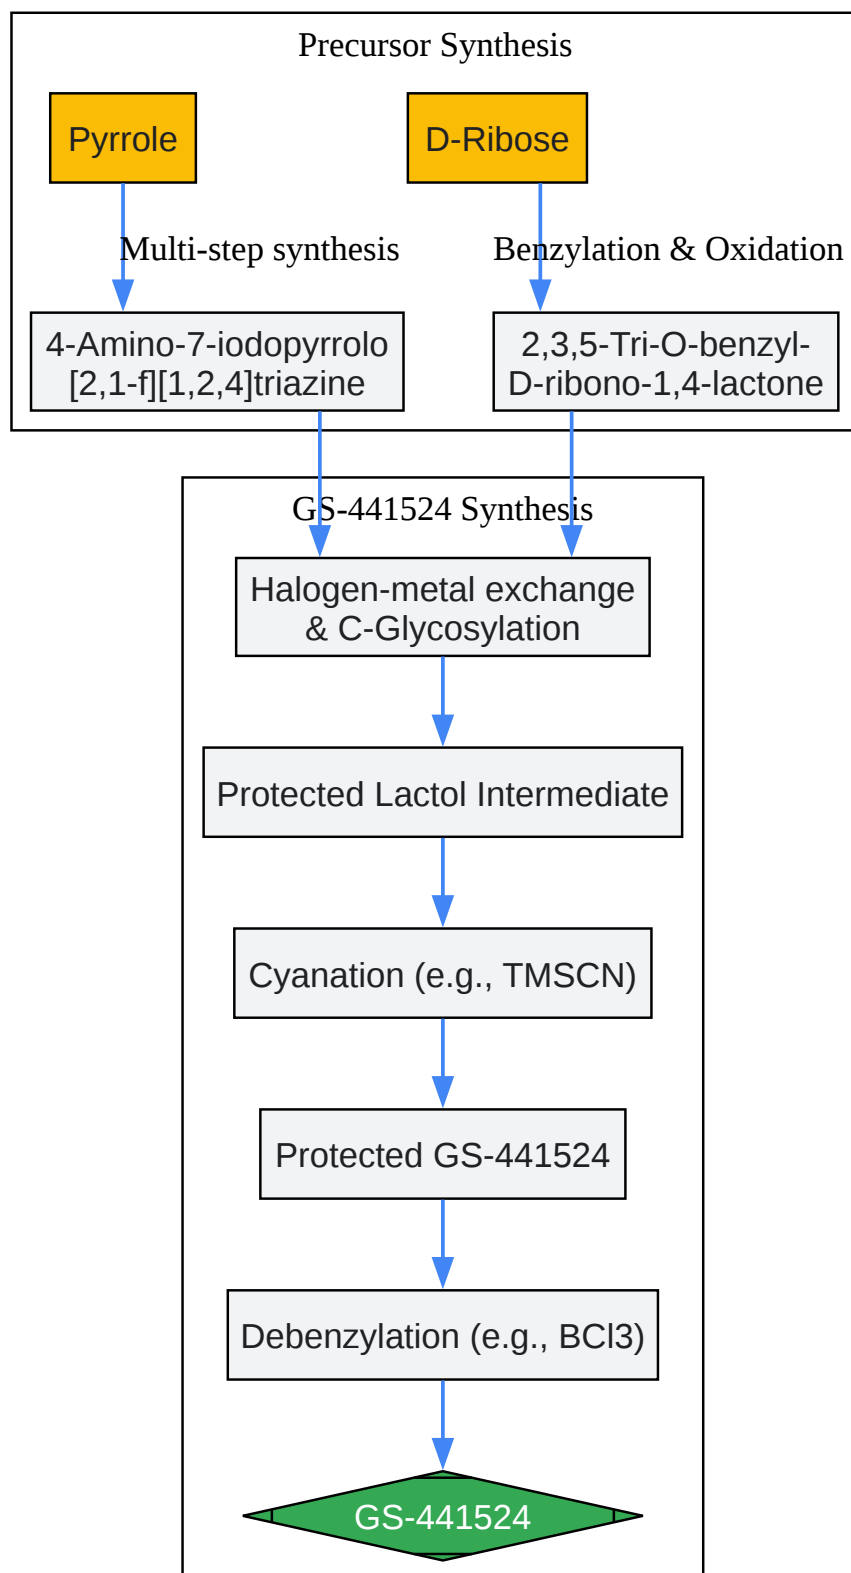 Precursor Synthesis
Pyrrole
D-Ribose
Multi-step synthesis
Benzylation & Oxidation
4-Amino-7-iodopyrrolo
[2,1-f][1,2,4]triazine
2,3,5-Tri-O-benzyl-
D-ribono-1,4-lactone
GS-441524 Synthesis
Halogen-metal exchange
& C-Glycosylation
Protected Lactol Intermediate
Cyanation (e.g., TMSCN)
Protected GS-441524
Debenzylation (e.g., BCl3)
GS-441524